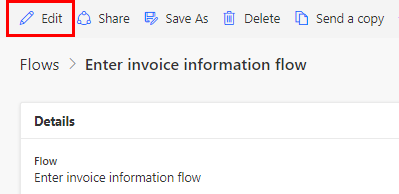 Edit Share Save As Delete Send a copy
Flows > Enter invoice information flow
Details
Flow
Enter invoice information flow